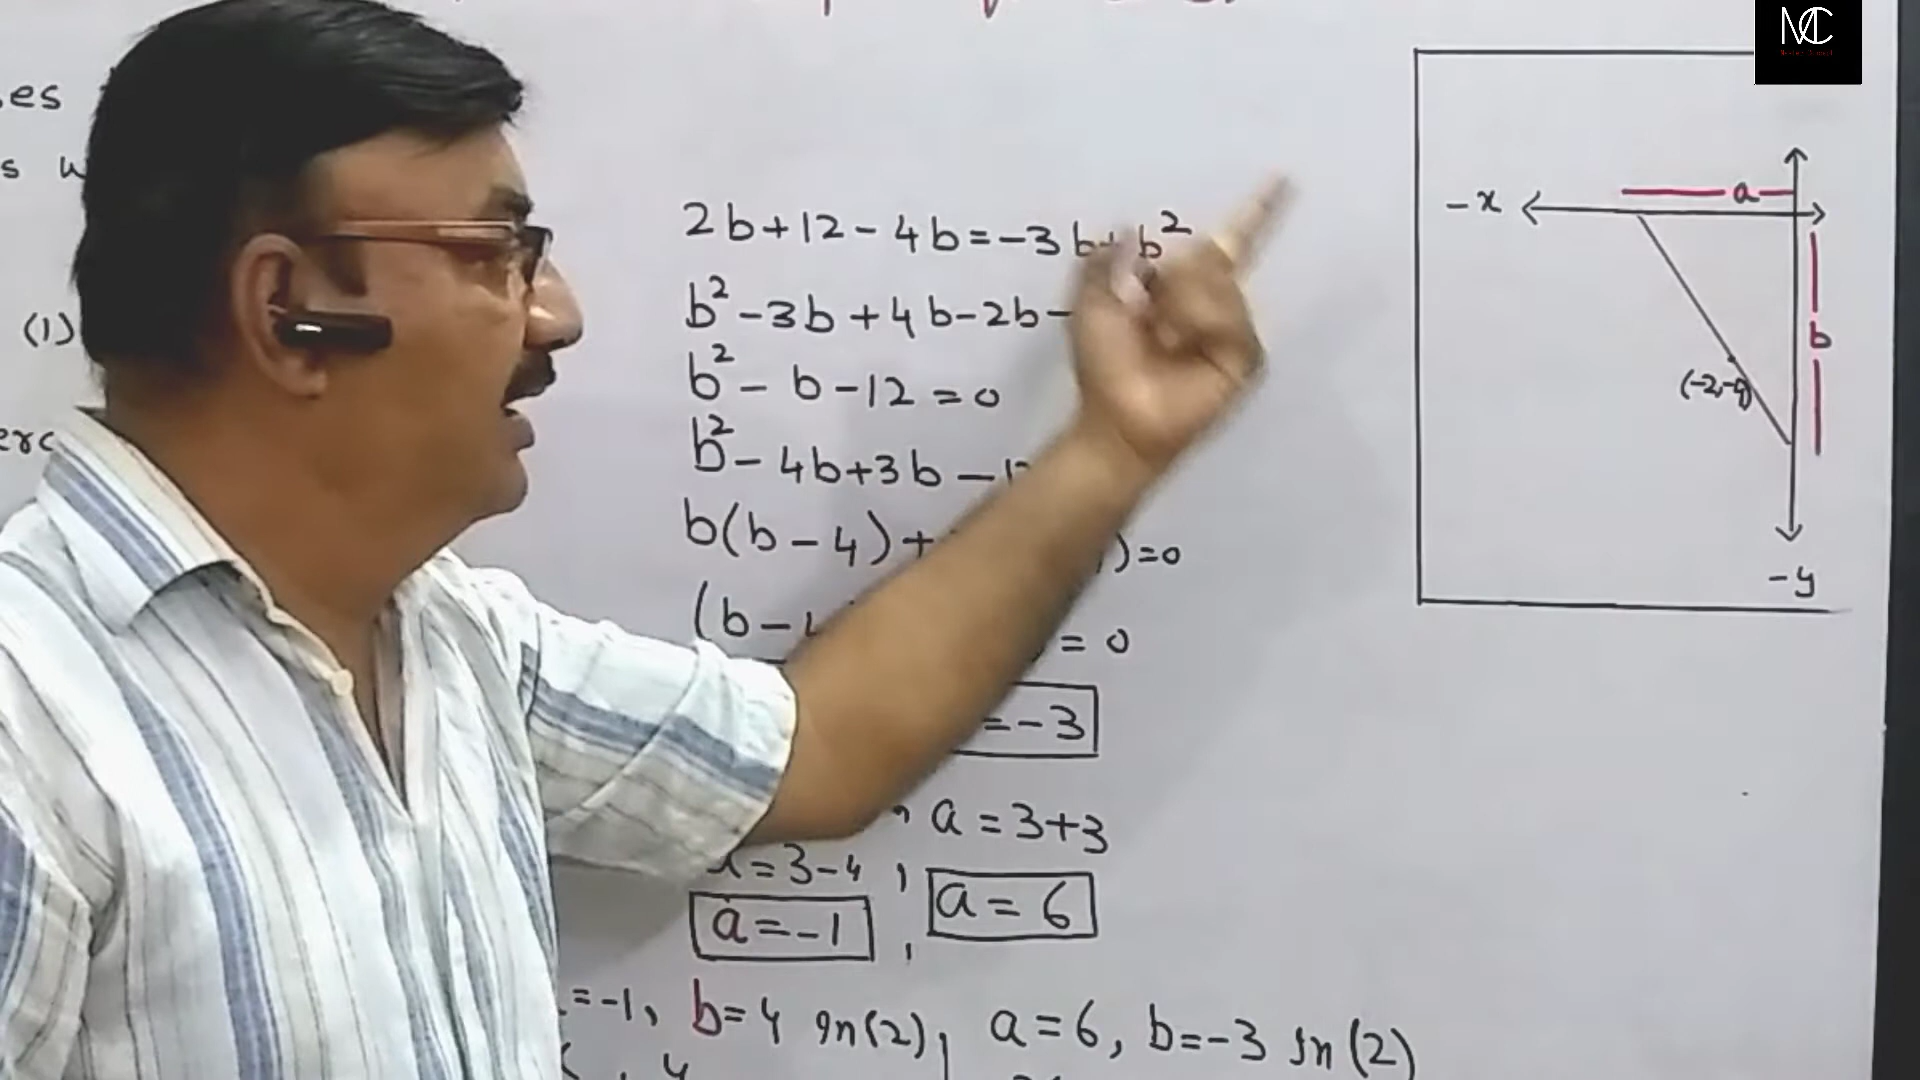 MC
es
s w
(1)
erc
2b+12-4b=-3b+b²
b²-3b+4b-2b-
b²-b-12=0
b²-4b+3b-12
b(b-4)+ )=0
(b-4 =0
=-3
, a=3+3
a=3-4 ,
a=-1 , a=6
=-1, b=4 in(2), a=6, b=-3 in(2)
-x
a
b
(-2,-9)
-y